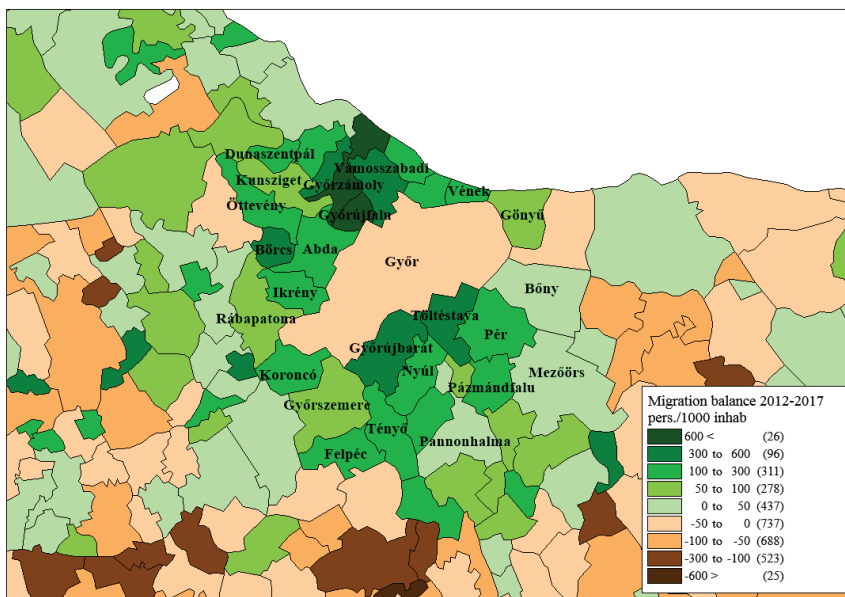 Dunaszentpál
Vámosszabadi
Kunsziget
Győrzámoly
Vének
Öttevény
Győrújfalu
Gönyű
Börcs
Abda
Győr
Ikrény
Bőny
Rábapatona
Töltéstava
Pér
Győrújbarát
Nyúl
Koroncó
Mezőörs
Pázmándfalu
Győrszemere
Tényő
Pannonhalma
Felpéc
Migration balance 2012-2017
pers./1000 inhab
600 < (26)
300 to 600 (96)
100 to 300 (311)
50 to 100 (278)
0 to 50 (437)
-50 to 0 (737)
-100 to -50 (688)
-300 to -100 (523)
-600 > (25)